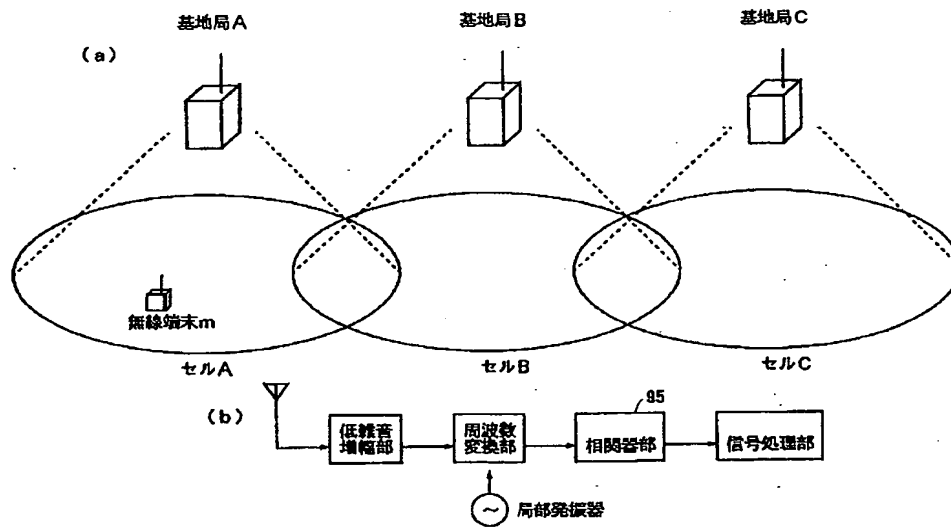 基地局A
基地局B
基地局C
(a)
無線端末m
セルA
セルB
セルC
(b)
95
低雑音
増幅部
周波数
変換部
相関器部
信号処理部
~
局部発振器